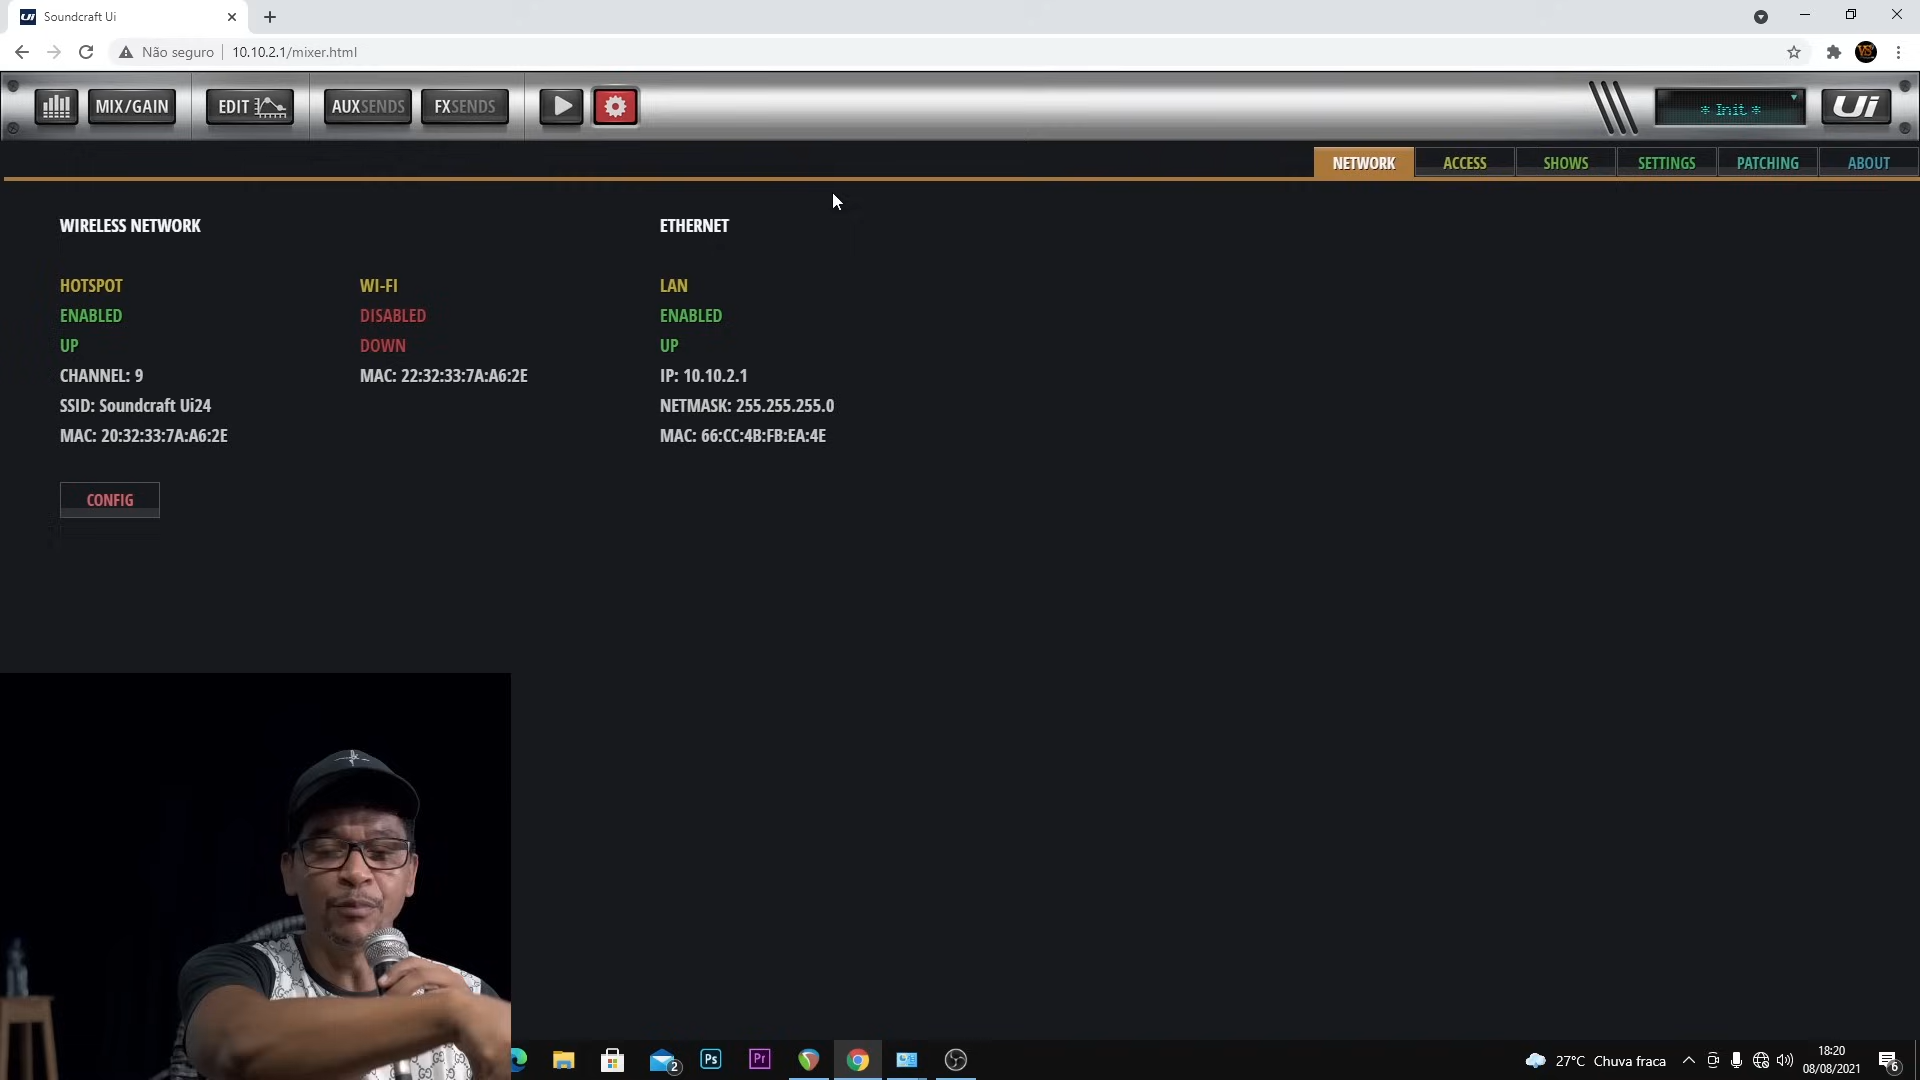 Soundcraft Ui
Não seguro 10.10.2.1/mixer.html
MIX/GAIN EDIT AUXSENDS FXSENDS * Init * Ui
NETWORK ACCESS SHOWS SETTINGS PATCHING ABOUT
WIRELESS NETWORK
HOTSPOT
ENABLED
UP
CHANNEL: 9
SSID: Soundcraft Ui24
MAC: 20:32:33:7A:A6:2E
CONFIG
WI-FI
DISABLED
DOWN
MAC: 22:32:33:7A:A6:2E
ETHERNET
LAN
ENABLED
UP
IP: 10.10.2.1
NETMASK: 255.255.255.0
MAC: 66:CC:4B:FB:EA:4E
2 Ps Pr
27°C Chuva fraca
18:20
08/08/2021
6